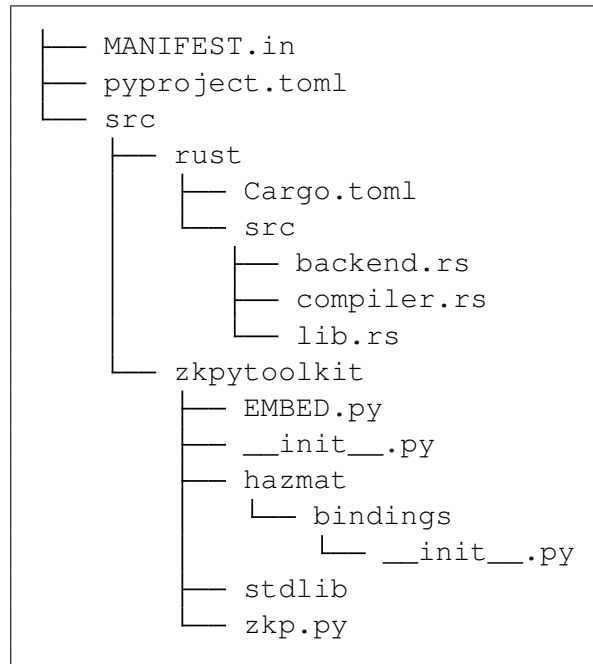 ├── MANIFEST.in
├── pyproject.toml
└── src
    ├── rust
    │   ├── Cargo.toml
    │   └── src
    │       ├── backend.rs
    │       ├── compiler.rs
    │       └── lib.rs
    └── zkpytoolkit
        ├── EMBED.py
        ├── __init__.py
        ├── hazmat
        │   └── bindings
        │       └── __init__.py
        ├── stdlib
        └── zkp.py